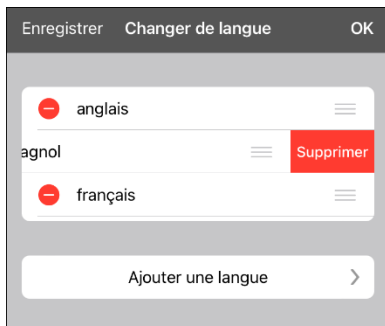 Enregistrer Changer de langue OK
anglais
agnol Supprimer
français
Ajouter une langue